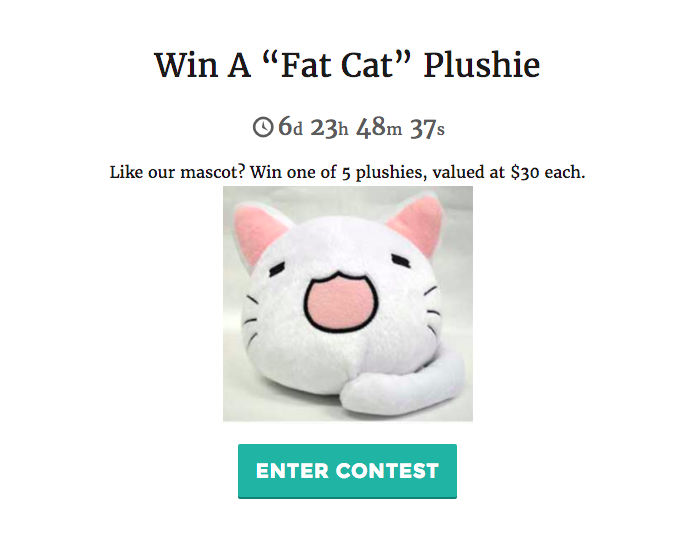 Win A “Fat Cat” Plushie
6d 23h 48m 37s
Like our mascot? Win one of 5 plushies, valued at $30 each.
ENTER CONTEST